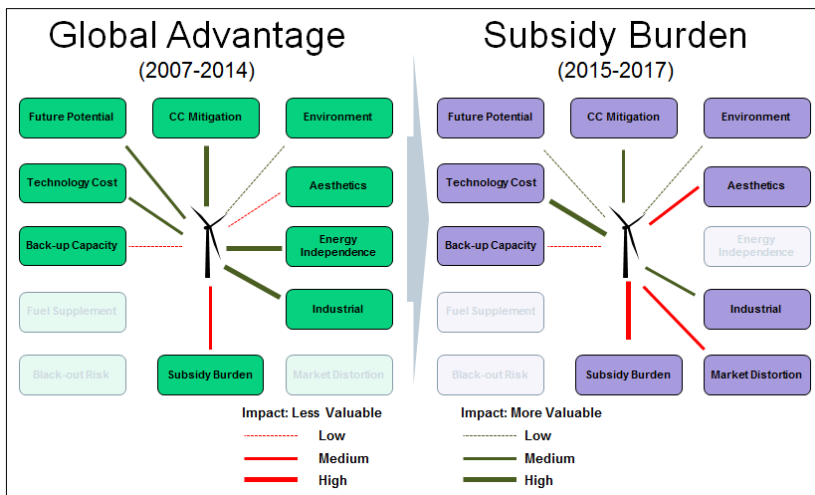 Global Advantage
(2007-2014)
Subsidy Burden
(2015-2017)
Future Potential
CC Mitigation
Environment
Technology Cost
Aesthetics
Back-up Capacity
Energy
Independence
Fuel Supplement
Industrial
Black-out Risk
Subsidy Burden
Market Distortion
Future Potential
CC Mitigation
Environment
Technology Cost
Aesthetics
Back-up Capacity
Energy
Independence
Fuel Supplement
Industrial
Black-out Risk
Subsidy Burden
Market Distortion
Impact: Less Valuable
Low
Medium
High
Impact: More Valuable
Low
Medium
High